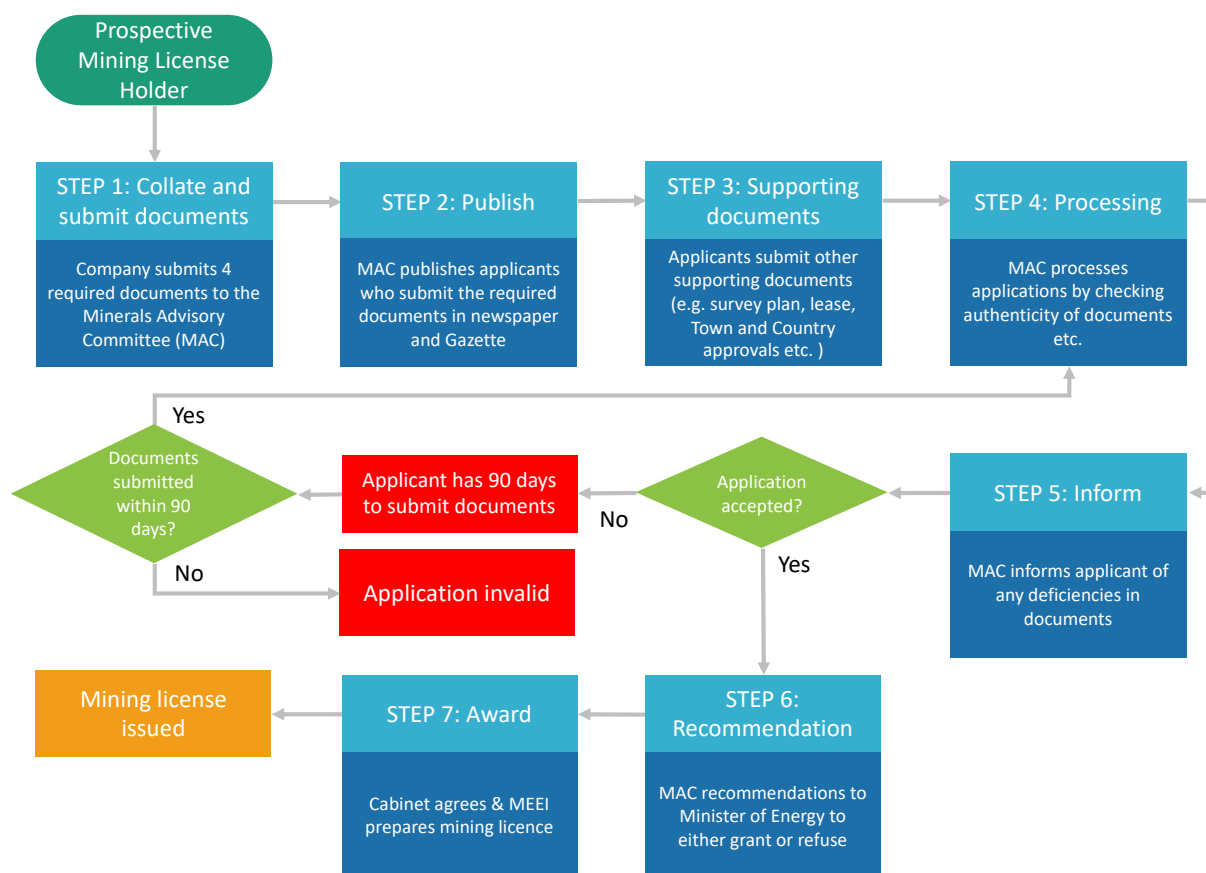 Prospective
Mining License
Holder
STEP 1: Collate and
submit documents
Company submits 4
required documents to the
Minerals Advisory
Committee (MAC)
STEP 2: Publish
MAC publishes applicants
who submit the required
documents in newspaper
and Gazette
STEP 3: Supporting
documents
Applicants submit other
supporting documents
(e.g. survey plan, lease,
Town and Country
approvals etc. )
STEP 4: Processing
MAC processes
applications by checking
authenticity of documents
etc.
STEP 5: Inform
MAC informs applicant of
any deficiencies in
documents
Application
accepted?
No
Yes
Applicant has 90 days
to submit documents
Documents
submitted
within 90
days?
Yes
No
Application invalid
STEP 6:
Recommendation
MAC recommendations to
Minister of Energy to
either grant or refuse
STEP 7: Award
Cabinet agrees & MEEI
prepares mining licence
Mining license
issued